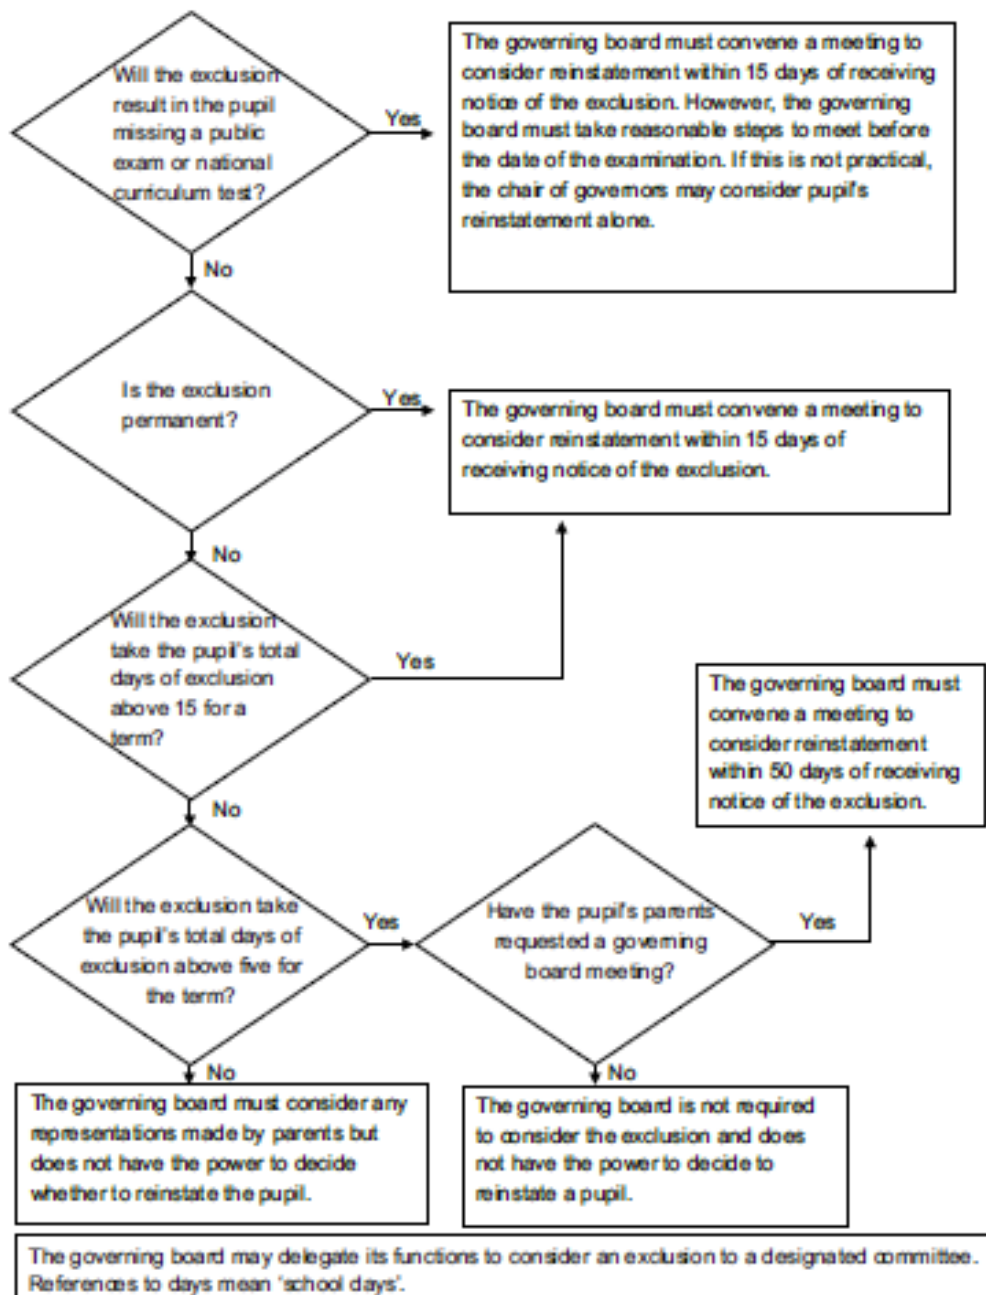 Will the exclusion
result in the pupil
missing a public
exam or national
curriculum test?
Yes
The governing board must convene a meeting to
consider reinstatement within 15 days of receiving
notice of the exclusion. However, the governing
board must take reasonable steps to meet before
the date of the examination. If this is not practical,
the chair of governors may consider pupil's
reinstatement alone.
No
Is the exclusion
permanent?
Yes
The governing board must convene a meeting to
consider reinstatement within 15 days of
receiving notice of the exclusion.
No
Will the exclusion
take the pupil's total
days of exclusion
above 15 for a
term?
Yes
The governing board must
convene a meeting to
consider reinstatement
within 50 days of receiving
notice of the exclusion.
No
Will the exclusion take
the pupil's total days of
exclusion above five for
the term?
Yes
Have the pupil's parents
requested a governing
board meeting?
Yes
No
The governing board must consider any
representations made by parents but
does not have the power to decide
whether to reinstate the pupil.
No
The governing board is not required
to consider the exclusion and does
not have the power to decide to
reinstate a pupil.
The governing board may delegate its functions to consider an exclusion to a designated committee.
References to days mean 'school days'.